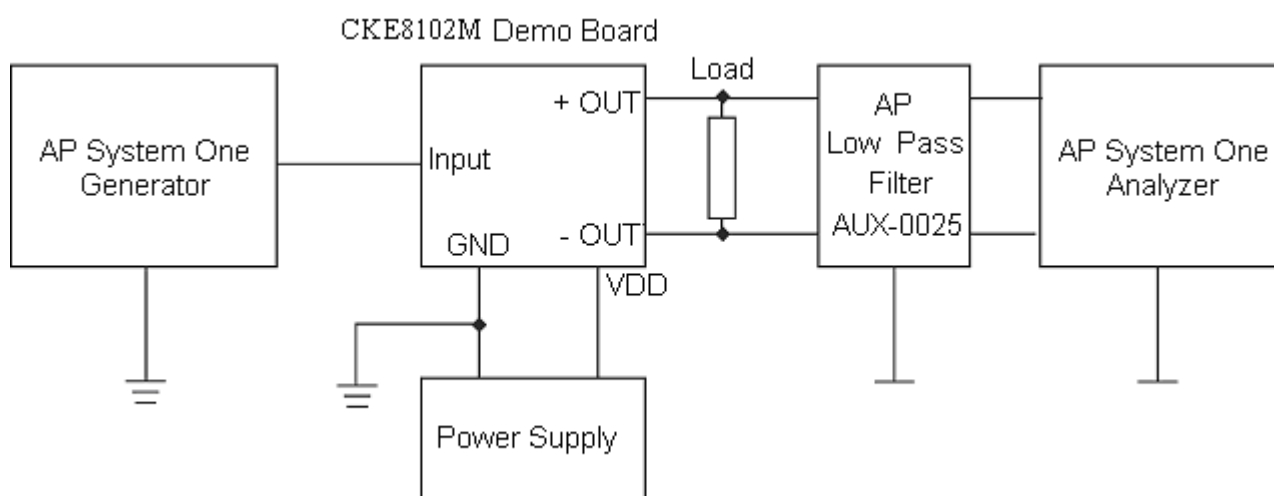 CKE8102M Demo Board
AP System One
Generator
Input
+ OUT
- OUT
GND
VDD
Load
AP
Low Pass
Filter
AUX-0025
AP System One
Analyzer
Power Supply